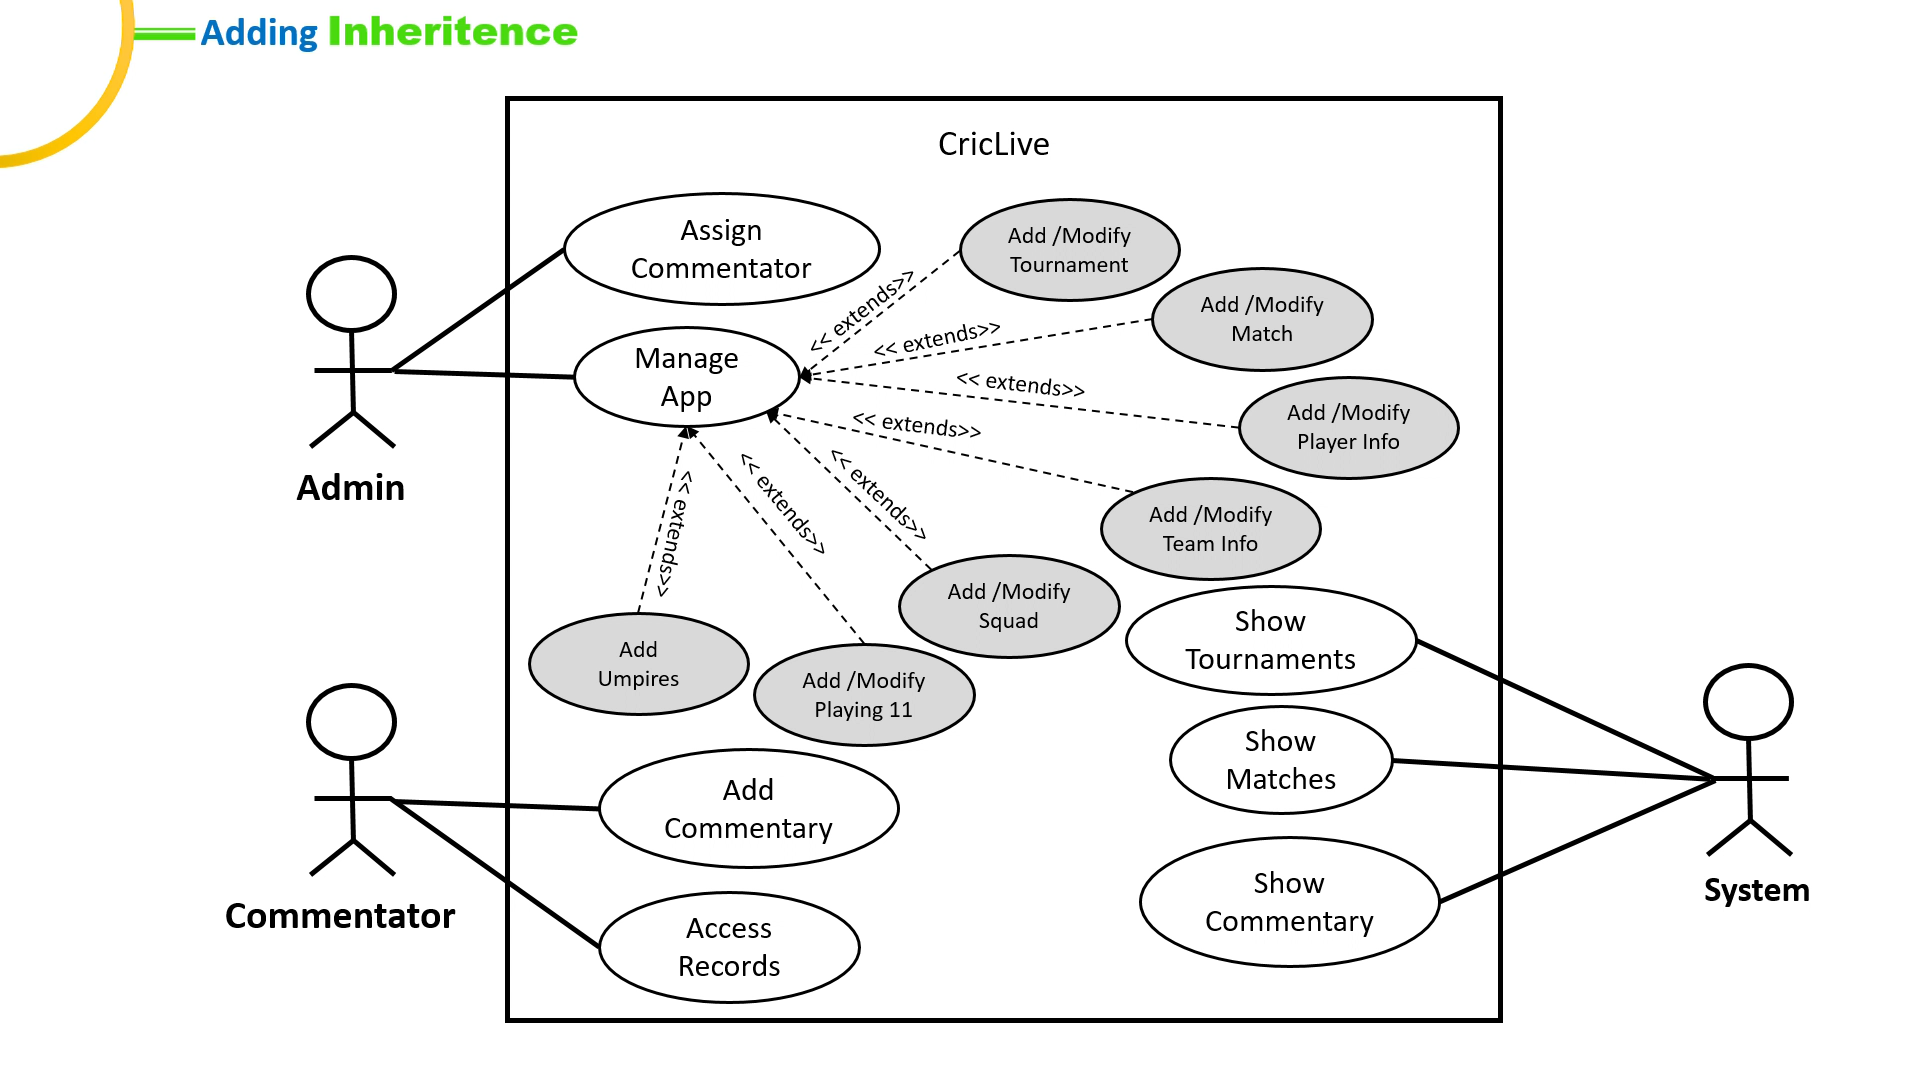 Adding Inheritence
CricLive
Assign
Commentator
Add /Modify
Tournament
<< extends>>
Add /Modify
Match
<< extends>>
Manage
App
<< extends>>
Add /Modify
Player Info
<< extends>>
Admin
Add /Modify
Team Info
<< extends>>
<< extends>>
<< extends>>
Add /Modify
Squad
Show
Tournaments
Add
Umpires
Add /Modify
Playing 11
Show
Matches
Add
Commentary
Commentator
Show
Commentary
System
Access
Records